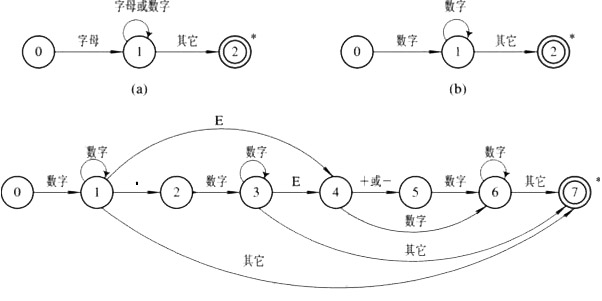 字母或数字
0 字母 1 其它 2 *
(a)
数字
0 数字 1 其它 2 *
(b)
E
数字 数字 数字
0 数字 1 · 2 数字 3 E 4 +或- 5 数字 6 其它 7 *
数字
其它
其它